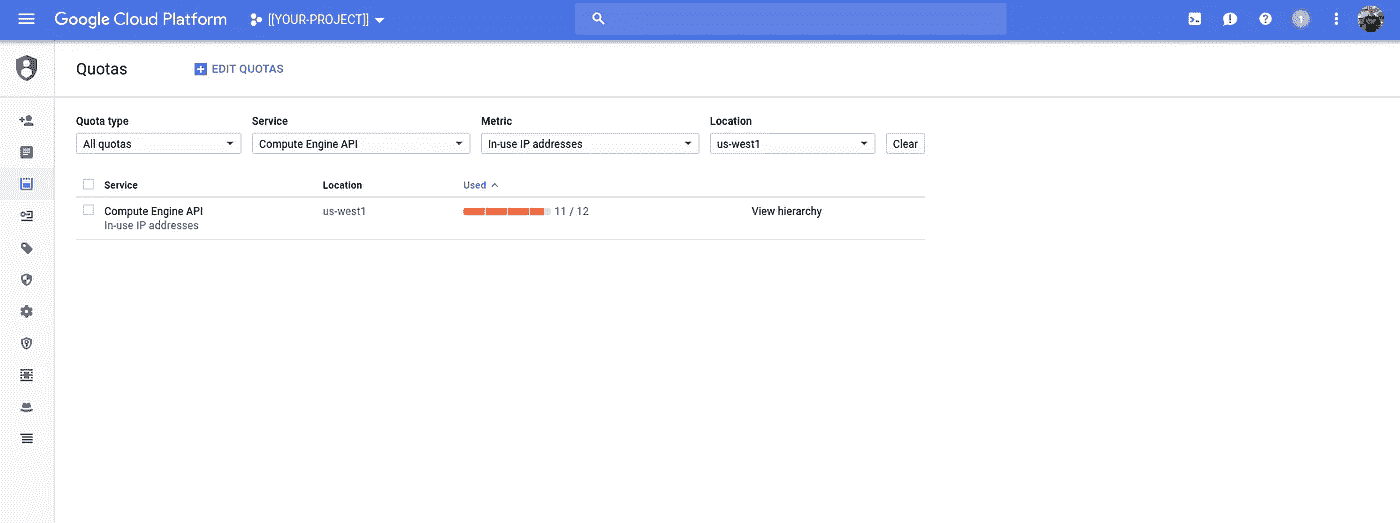 Google Cloud Platform [[YOUR-PROJECT]] 1
Quotas EDIT QUOTAS
Quota type Service Metric Location
All quotas Compute Engine API In-use IP addresses us-west1 Clear
Service Location Used
Compute Engine API us-west1 11 / 12 View hierarchy
In-use IP addresses